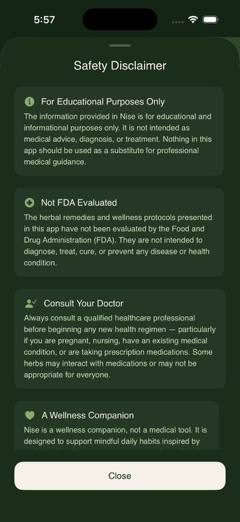 5:57
Safety Disclaimer
For Educational Purposes Only
The information provided in Nise is for educational and
informational purposes only. It is not intended as
medical advice, diagnosis, or treatment. Nothing in this
app should be used as a substitute for professional
medical guidance.
Not FDA Evaluated
The herbal remedies and wellness protocols presented
in this app have not been evaluated by the Food and
Drug Administration (FDA). They are not intended to
diagnose, treat, cure, or prevent any disease or health
condition.
Consult Your Doctor
Always consult a qualified healthcare professional
before beginning any new health regimen — particularly
if you are pregnant, nursing, have an existing medical
condition, or are taking prescription medications. Some
herbs may interact with medications or may not be
appropriate for everyone.
A Wellness Companion
Nise is a wellness companion, not a medical tool. It is
designed to support mindful daily habits inspired by
Close